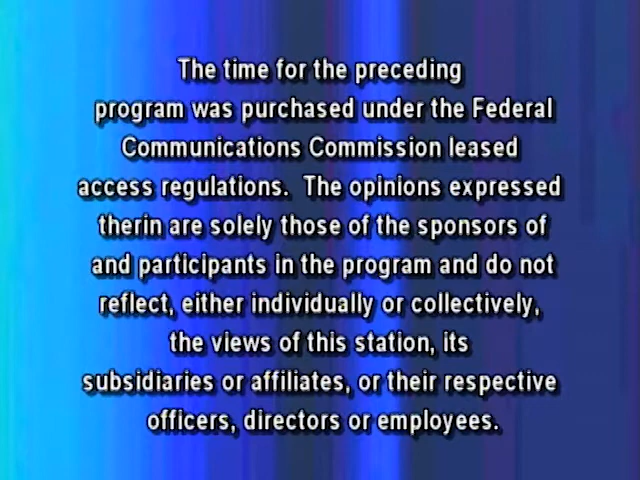 The time for the preceding
program was purchased under the Federal
Communications Commission leased
access regulations.  The opinions expressed
therin are solely those of the sponsors of
and participants in the program and do not
reflect, either individually or collectively,
the views of this station, its
subsidiaries or affiliates, or their respective
officers, directors or employees.